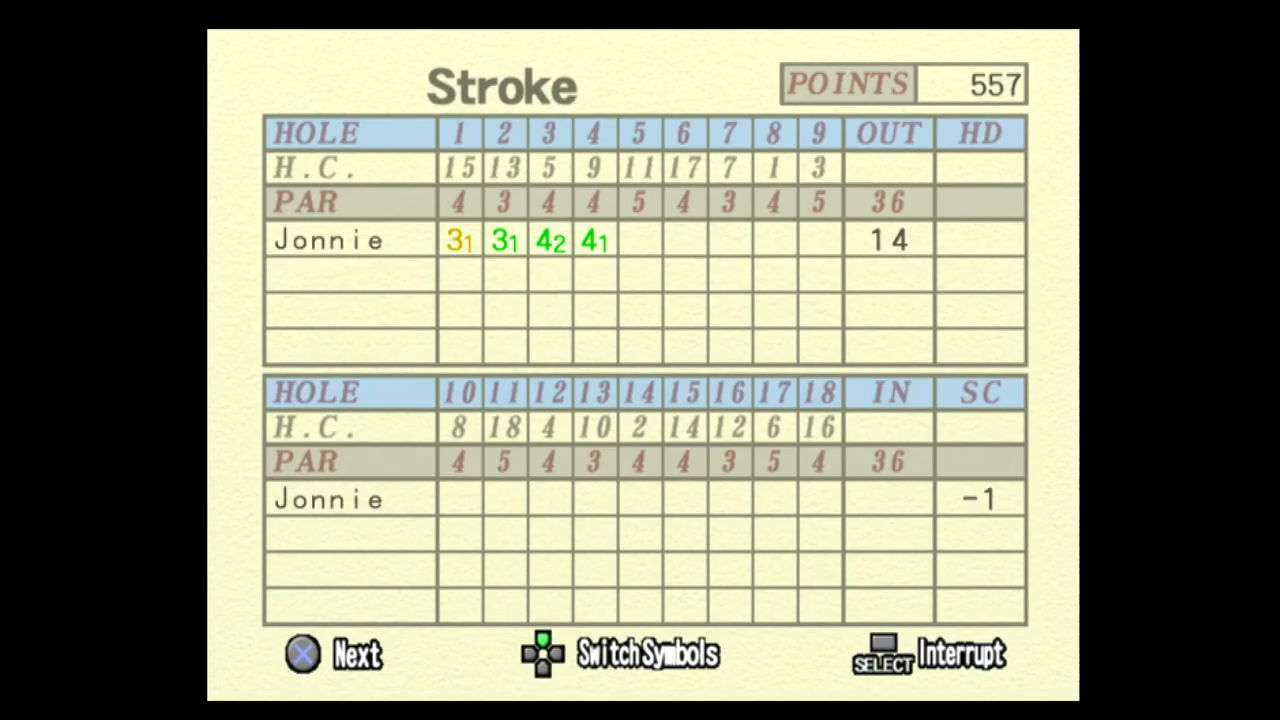 Stroke POINTS 557
HOLE 1 2 3 4 5 6 7 8 9 OUT HD
H.C. 15 13 5 9 11 17 7 1 3
PAR 4 3 4 4 5 4 3 4 5 36
Jonnie 31 31 42 41 14
HOLE 10 11 12 13 14 15 16 17 18 IN SC
H.C. 8 18 4 10 2 14 12 6 16
PAR 4 5 4 3 4 4 3 5 4 36
Jonnie -1
Next SwitchSymbols SELECT Interrupt